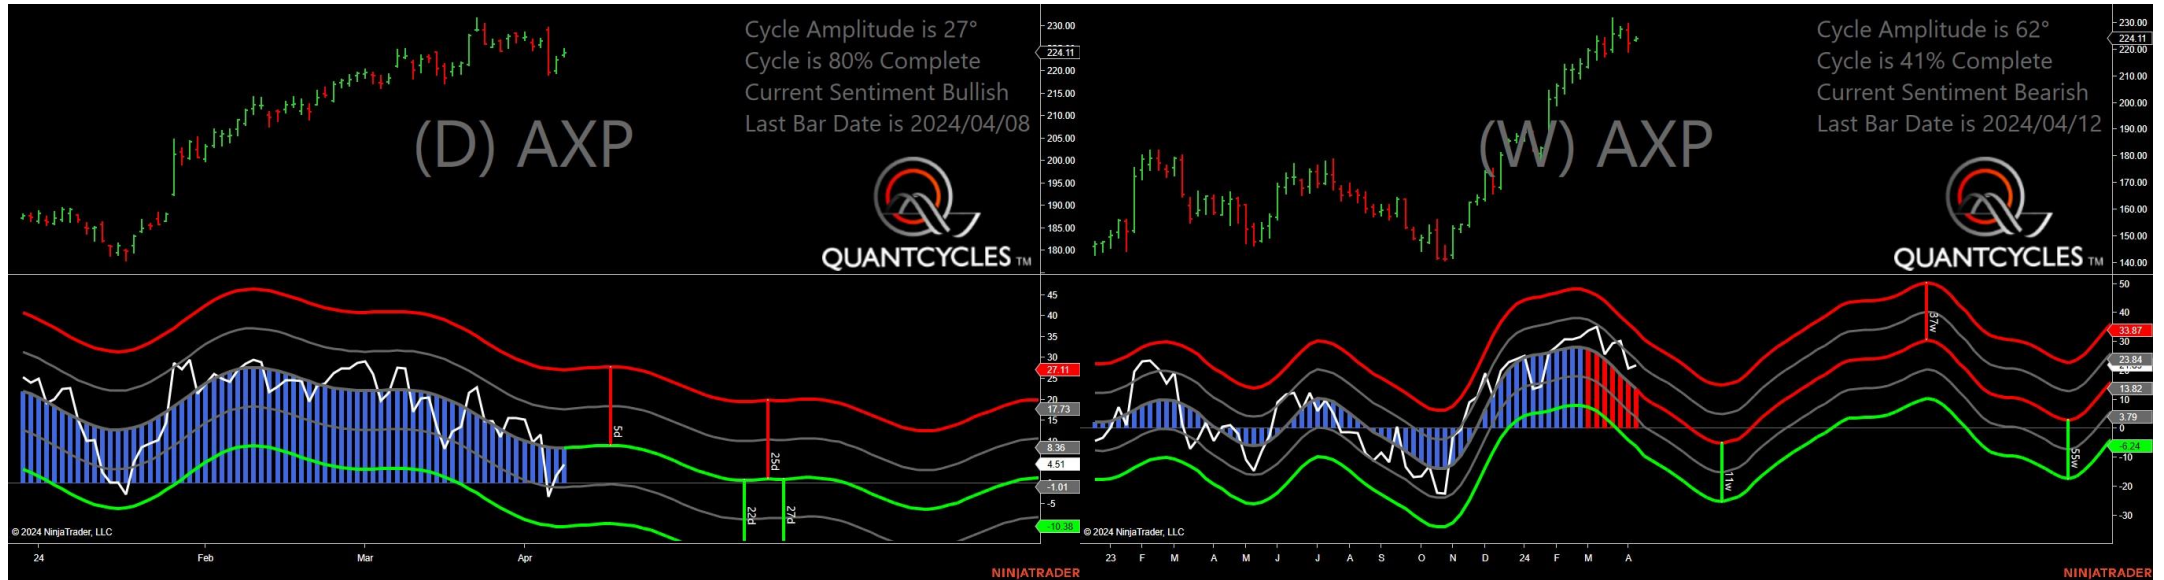 Cycle Amplitude is 27°
Cycle is 80% Complete
Current Sentiment Bullish
Last Bar Date is 2024/04/08
(D) AXP
QUANTCYCLES TM
230.00
224.11
220.00
215.00
210.00
205.00
200.00
195.00
190.00
185.00
180.00
45
40
35
30
27.11
25
20
17.73
15
8.36
4.51
-1.01
-5
-10.38
5d
25d
22d
27d
© 2024 NinjaTrader, LLC
24 Feb Mar Apr
NINJATRADER
Cycle Amplitude is 62°
Cycle is 41% Complete
Current Sentiment Bearish
Last Bar Date is 2024/04/12
(W) AXP
QUANTCYCLES TM
230.00
224.11
220.00
210.00
200.00
190.00
180.00
170.00
160.00
150.00
140.00
50
40
33.87
30
23.84
13.82
10
3.79
0
-6.24
-10
-20
-30
37w
11w
55w
© 2024 NinjaTrader, LLC
23 F M A M J J A S O N D 24 F M A
NINJATRADER